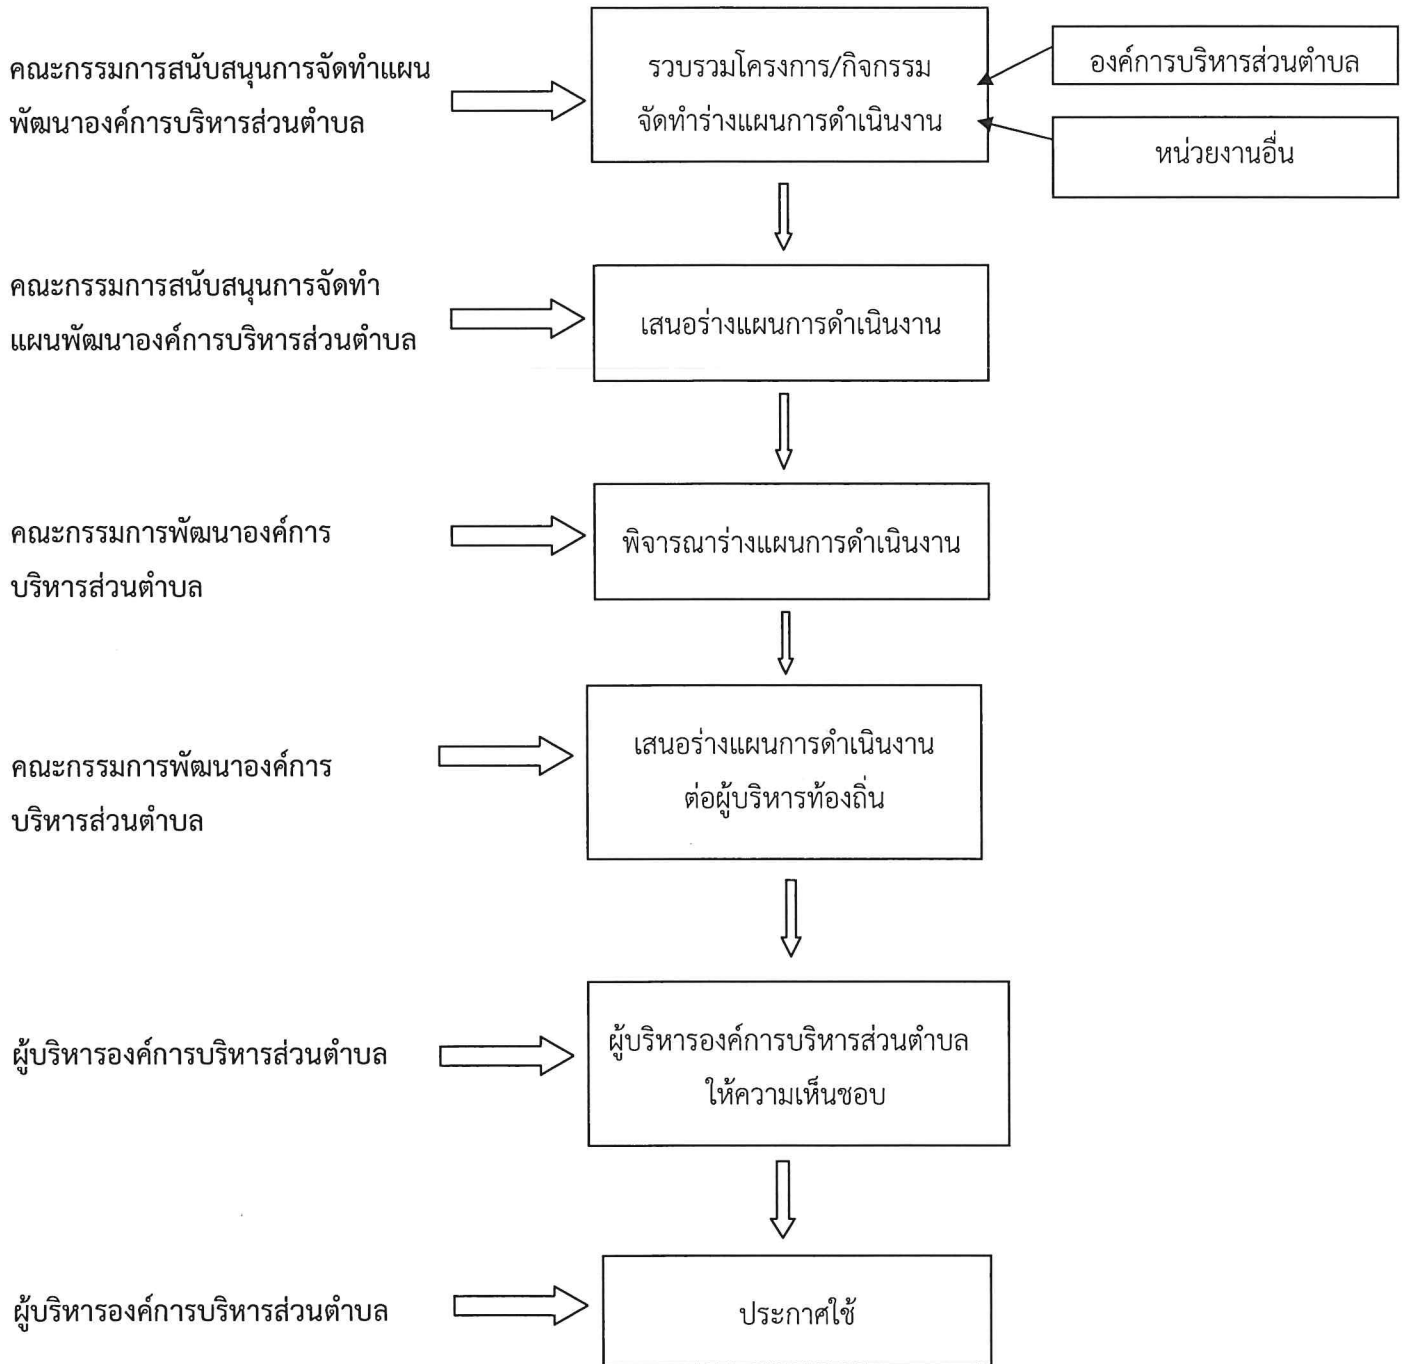 คณะกรรมการสนับสนุนการจัดทำแผน
พัฒนาองค์การบริหารส่วนตำบล
รวบรวมโครงการ/กิจกรรม
จัดทำร่างแผนการดำเนินงาน
องค์การบริหารส่วนตำบล
หน่วยงานอื่น
คณะกรรมการสนับสนุนการจัดทำ
แผนพัฒนาองค์การบริหารส่วนตำบล
เสนอร่างแผนการดำเนินงาน
คณะกรรมการพัฒนาองค์การ
บริหารส่วนตำบล
พิจารณาร่างแผนการดำเนินงาน
คณะกรรมการพัฒนาองค์การ
บริหารส่วนตำบล
เสนอร่างแผนการดำเนินงาน
ต่อผู้บริหารท้องถิ่น
ผู้บริหารองค์การบริหารส่วนตำบล
ผู้บริหารองค์การบริหารส่วนตำบล
ให้ความเห็นชอบ
ผู้บริหารองค์การบริหารส่วนตำบล
ประกาศใช้